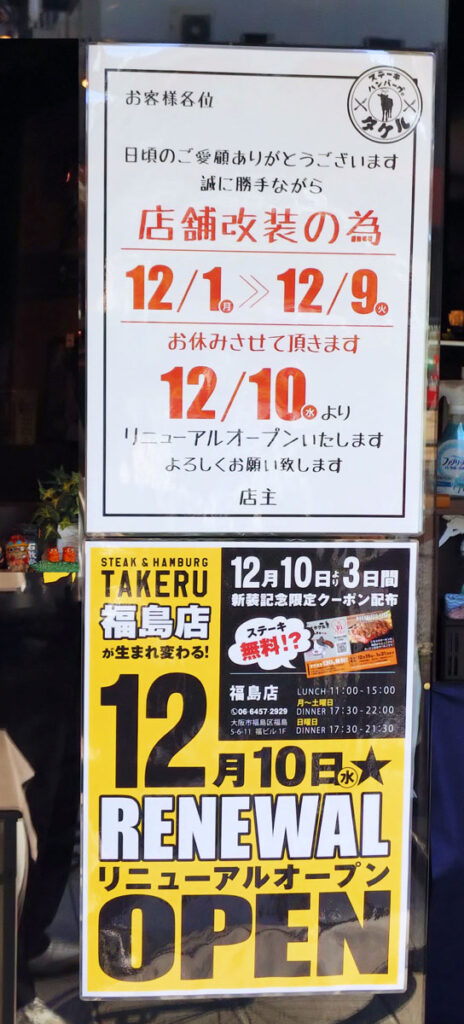 ステーキ
ハンバーグ
タケル
お客様各位
日頃のご愛顧ありがとうございます
誠に勝手ながら
店舗改装の為
12/1月≫12/9火
お休みさせて頂きます
12/10水より
リニューアルオープンいたします
よろしくお願い致します
店主
STEAK & HAMBURG
TAKERU
福島店
が生まれ変わる!
12月10日より3日間
新装記念限定クーポン配布
ステーキ
無料!?
福島店
06-6457-2929
大阪市福島区福島
5-6-11 福ビル1F
LUNCH 11:00-15:00
月〜土曜日
DINNER 17:30-22:00
日曜日
DINNER 17:30-21:30
12月10日水★
RENEWAL
リニューアルオープン
OPEN